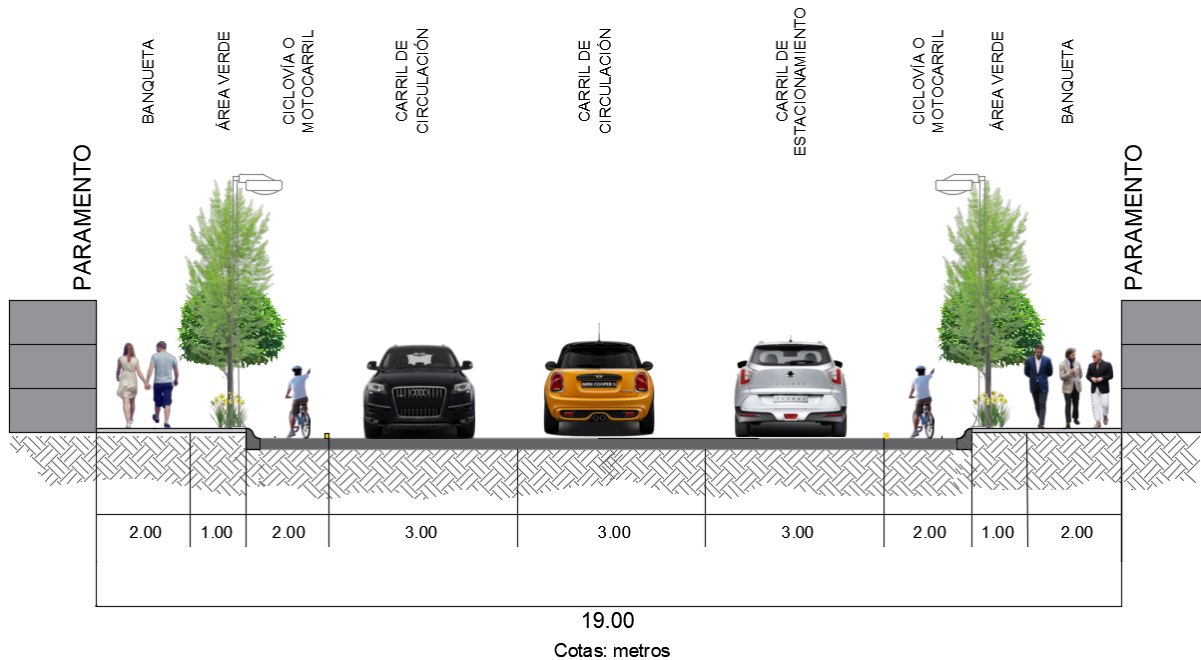 BANQUETA
ÁREA VERDE
CICLOVÍA O
MOTOCARRIL
CARRIL DE
CIRCULACIÓN
CARRIL DE
CIRCULACIÓN
CARRIL DE
ESTACIONAMIENTO
CICLOVÍA O
MOTOCARRIL
ÁREA VERDE
BANQUETA
PARAMENTO
PARAMENTO
MINI COOPER S
2.00
1.00
2.00
3.00
3.00
3.00
2.00
1.00
2.00
19.00
Cotas: metros